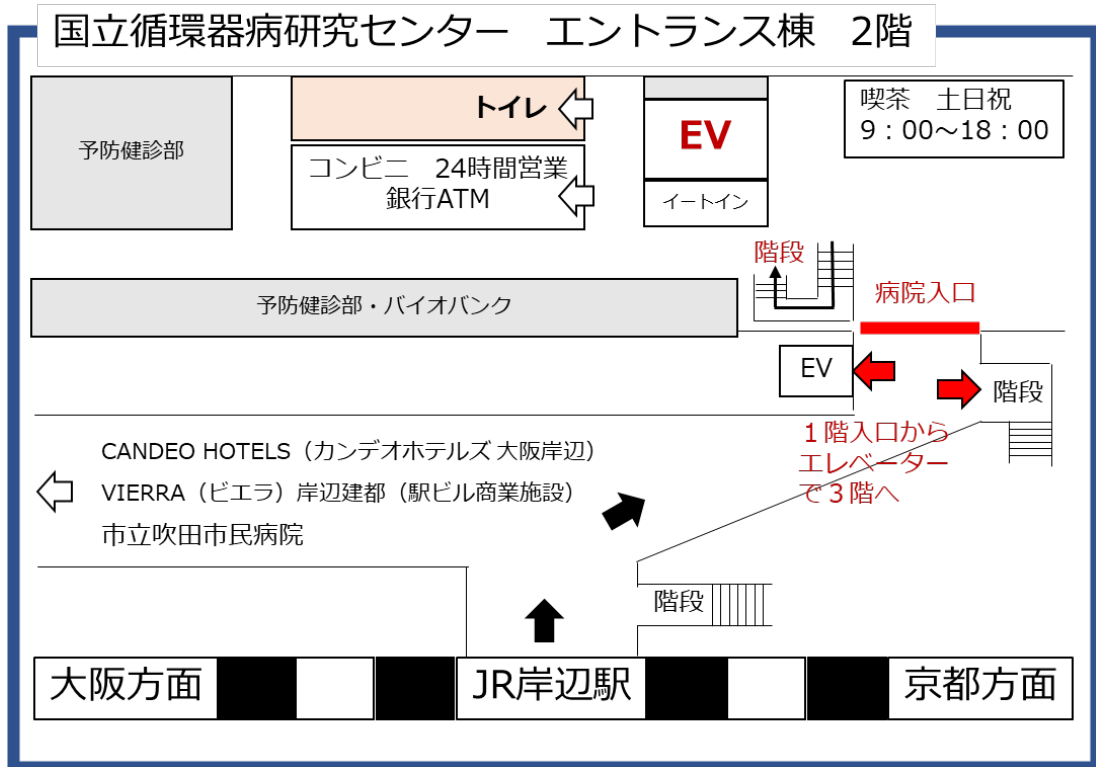 国立循環器病研究センター　エントランス棟　2階
予防健診部
トイレ
コンビニ　24時間営業
銀行ATM
EV
イートイン
喫茶　土日祝
9：00～18：00
階段
病院入口
予防健診部・バイオバンク
EV
階段
１階入口から
エレベーター
で３階へ
CANDEO HOTELS（カンデオホテルズ 大阪岸辺）
VIERRA（ビエラ）岸辺建都（駅ビル商業施設）
市立吹田市民病院
階段
大阪方面
JR岸辺駅
京都方面